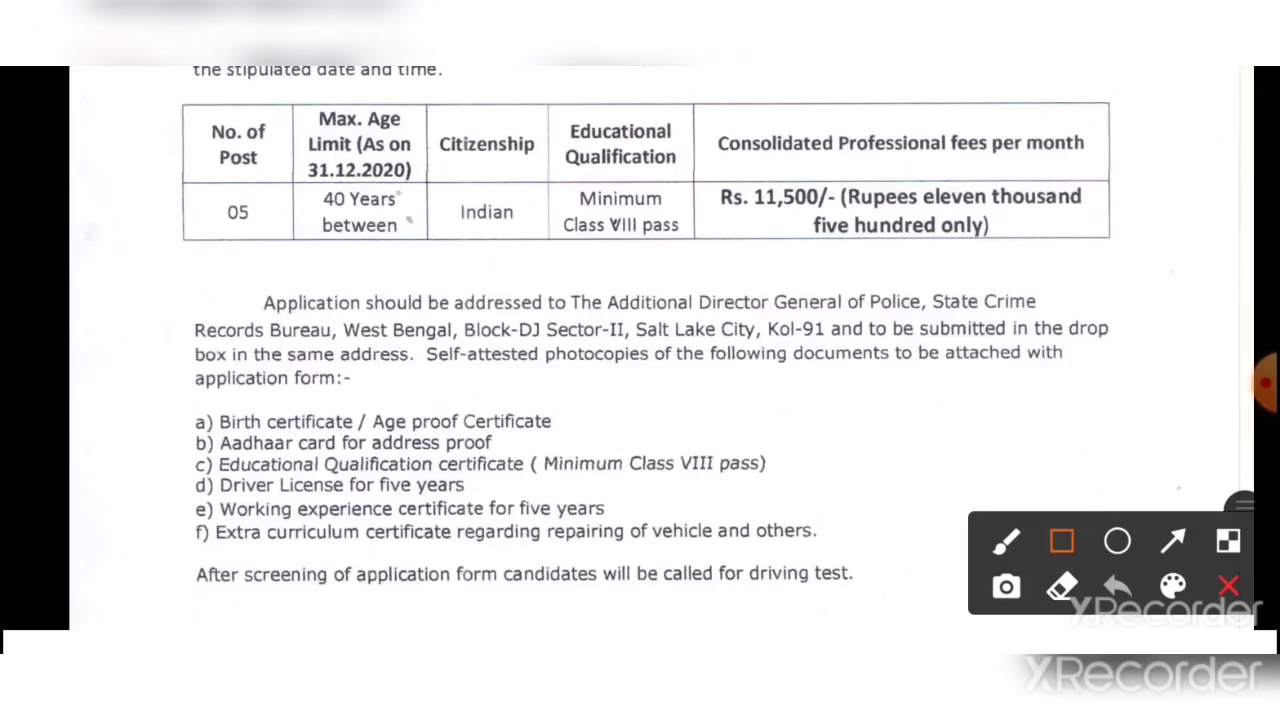 the stipulated date and time.
No. of Post
Max. Age Limit (As on 31.12.2020)
Citizenship
Educational Qualification
Consolidated Professional fees per month
05
40 Years between
Indian
Minimum Class VIII pass
Rs. 11,500/- (Rupees eleven thousand five hundred only)
Application should be addressed to The Additional Director General of Police, State Crime
Records Bureau, West Bengal, Block-DJ Sector-II, Salt Lake City, Kol-91 and to be submitted in the drop
box in the same address. Self-attested photocopies of the following documents to be attached with
application form:-
a) Birth certificate / Age proof Certificate
b) Aadhaar card for address proof
c) Educational Qualification certificate ( Minimum Class VIII pass)
d) Driver License for five years
e) Working experience certificate for five years
f) Extra curriculum certificate regarding repairing of vehicle and others.
After screening of application form candidates will be called for driving test.
XRecorder
XRecorder